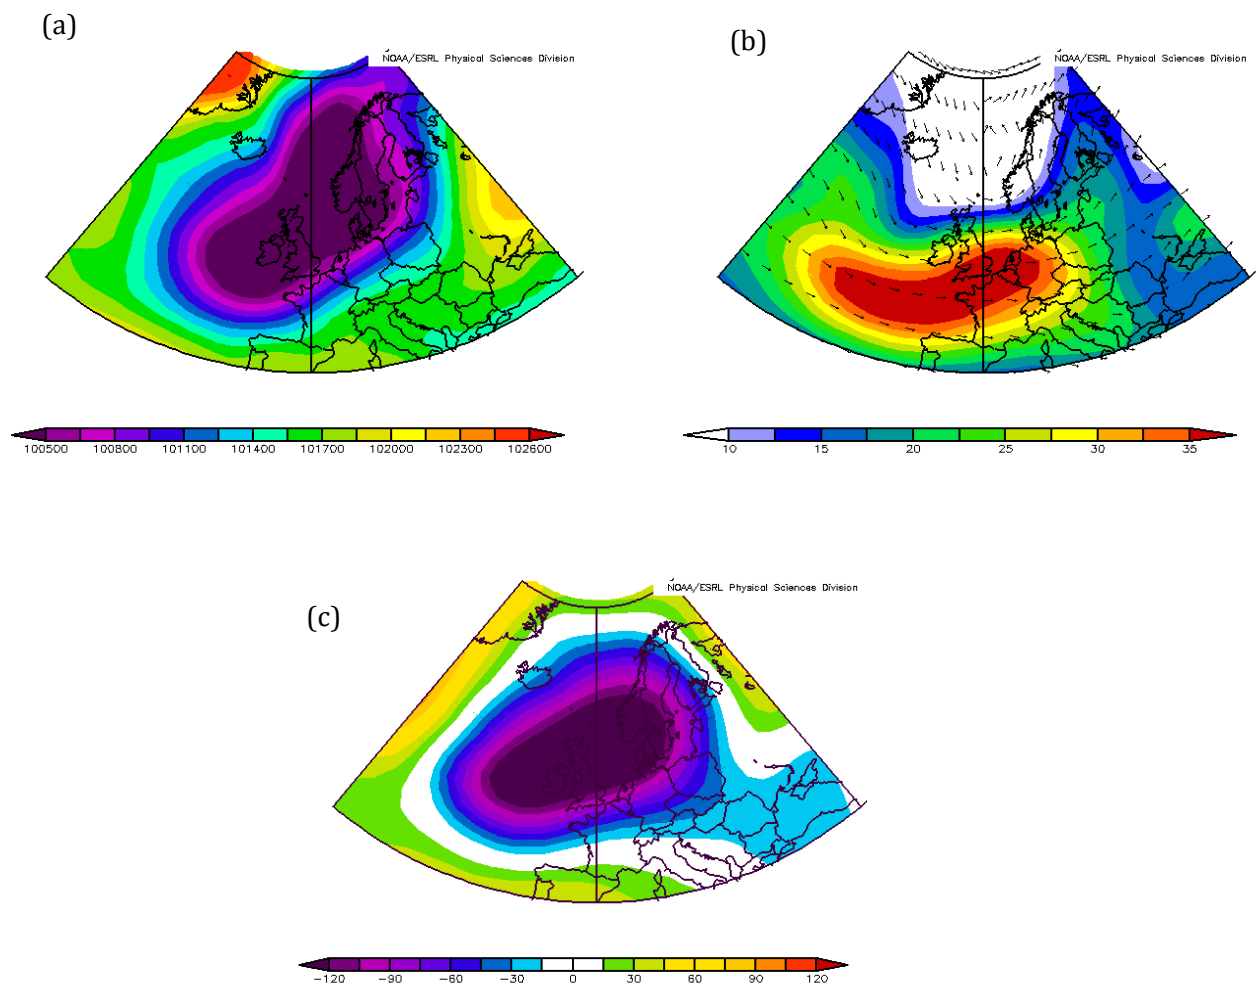 (a)
NOAA/ESRL Physical Sciences Division
100500 100800 101100 101400 101700 102000 102300 102600
(b)
NOAA/ESRL Physical Sciences Division
10 15 20 25 30 35
(c)
NOAA/ESRL Physical Sciences Division
−120 −90 −60 −30 0 30 60 90 120